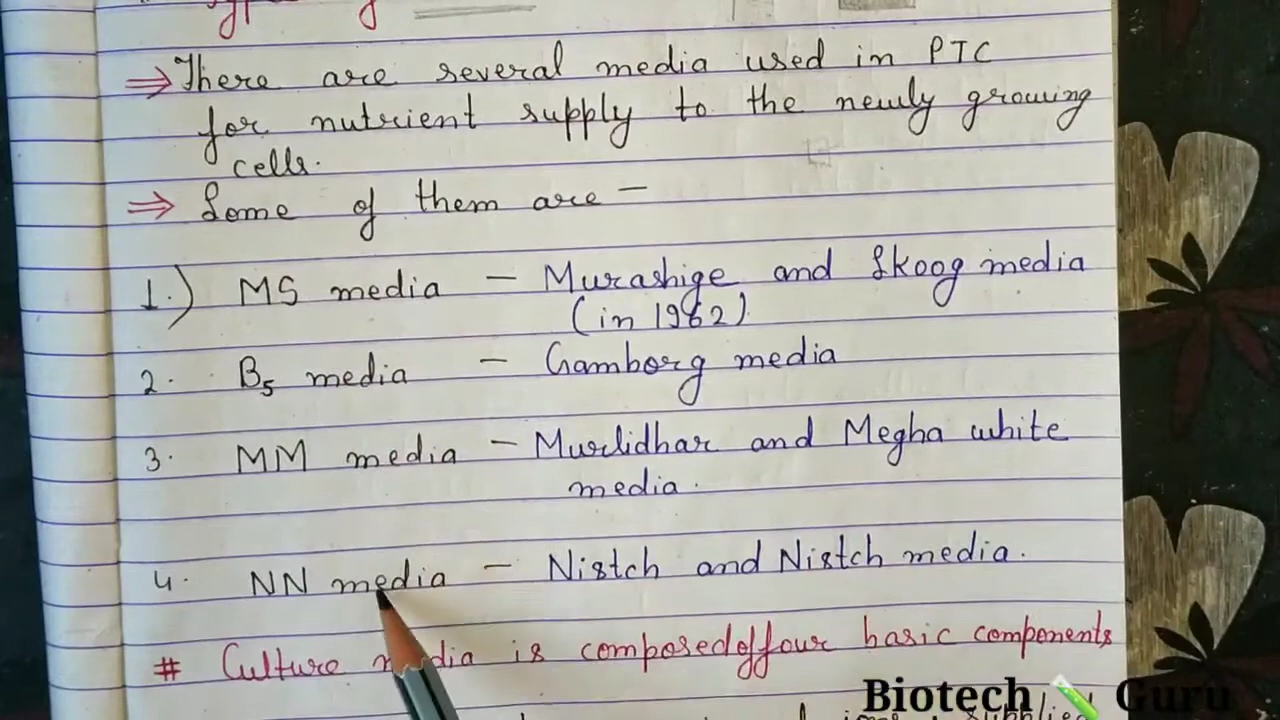 ⇒ There are several media used in PTC
for nutrient supply to the newly growing
cells.
⇒ Some of them are –
1.) MS media – Murashige and Skoog media
(in 1962)
2. B5 media – Gamborg media
3. MM media – Murlidhar and Megha white
media.
4. NN media – Nistch and Nistch media.
# Culture media is composed of four basic components
Biotech Guru